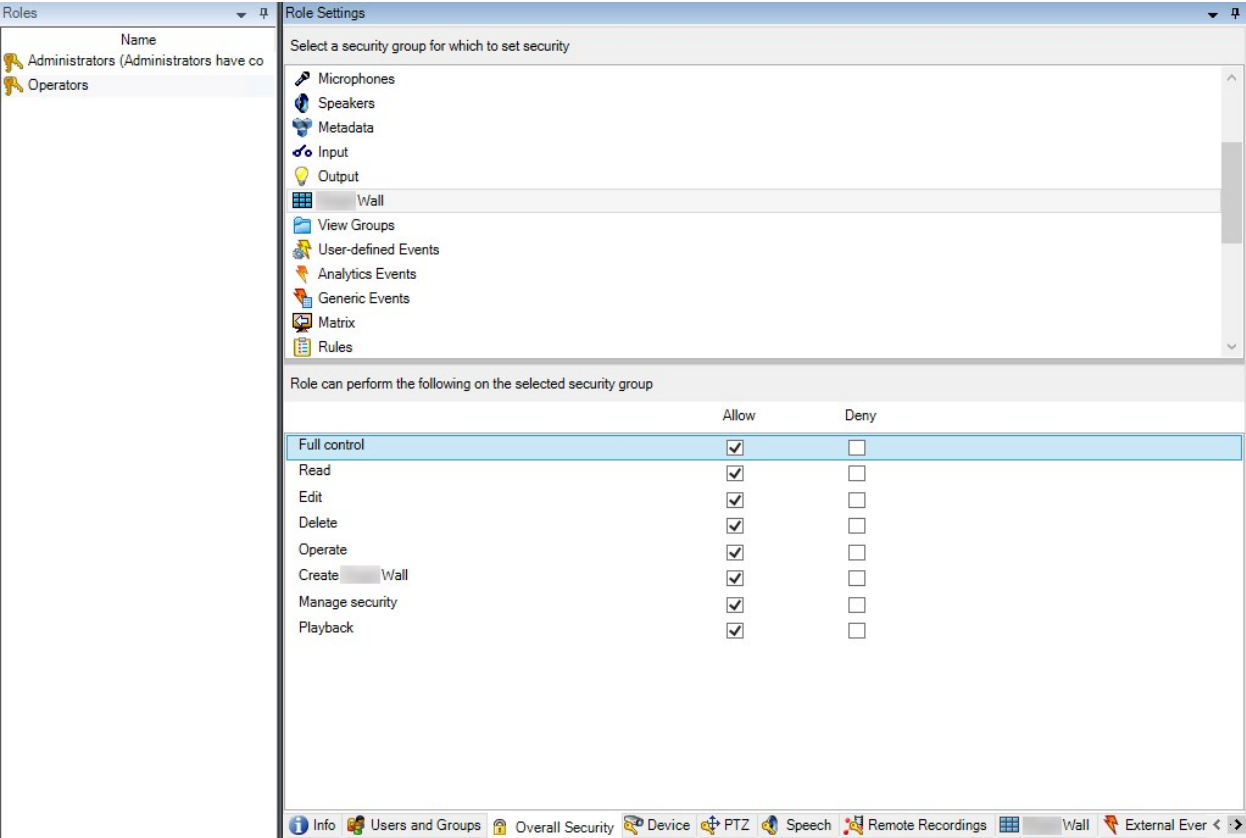 Roles
Name
Administrators (Administrators have co
Operators
Role Settings
Select a security group for which to set security
Microphones
Speakers
Metadata
Input
Output
Wall
View Groups
User-defined Events
Analytics Events
Generic Events
Matrix
Rules
Role can perform the following on the selected security group
Allow Deny
Full control
Read
Edit
Delete
Operate
Create Wall
Manage security
Playback
Info Users and Groups Overall Security Device PTZ Speech Remote Recordings Wall External Ever